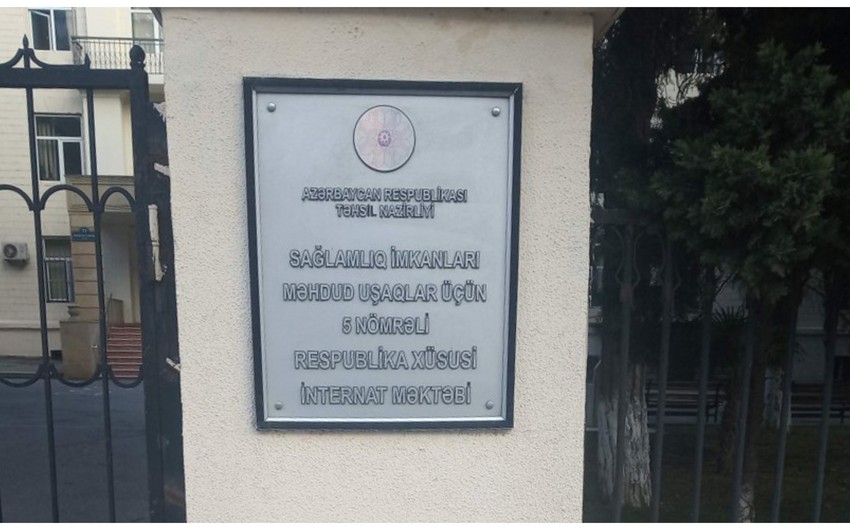 AZƏRBAYCAN RESPUBLİKASI
TƏHSİL NAZİRLİYİ
SAĞLAMLIQ İMKANLARI
MƏHDUD UŞAQLAR ÜÇÜN
5 NÖMRƏLİ
RESPUBLİKA XÜSUSİ
İNTERNAT MƏKTƏBİ